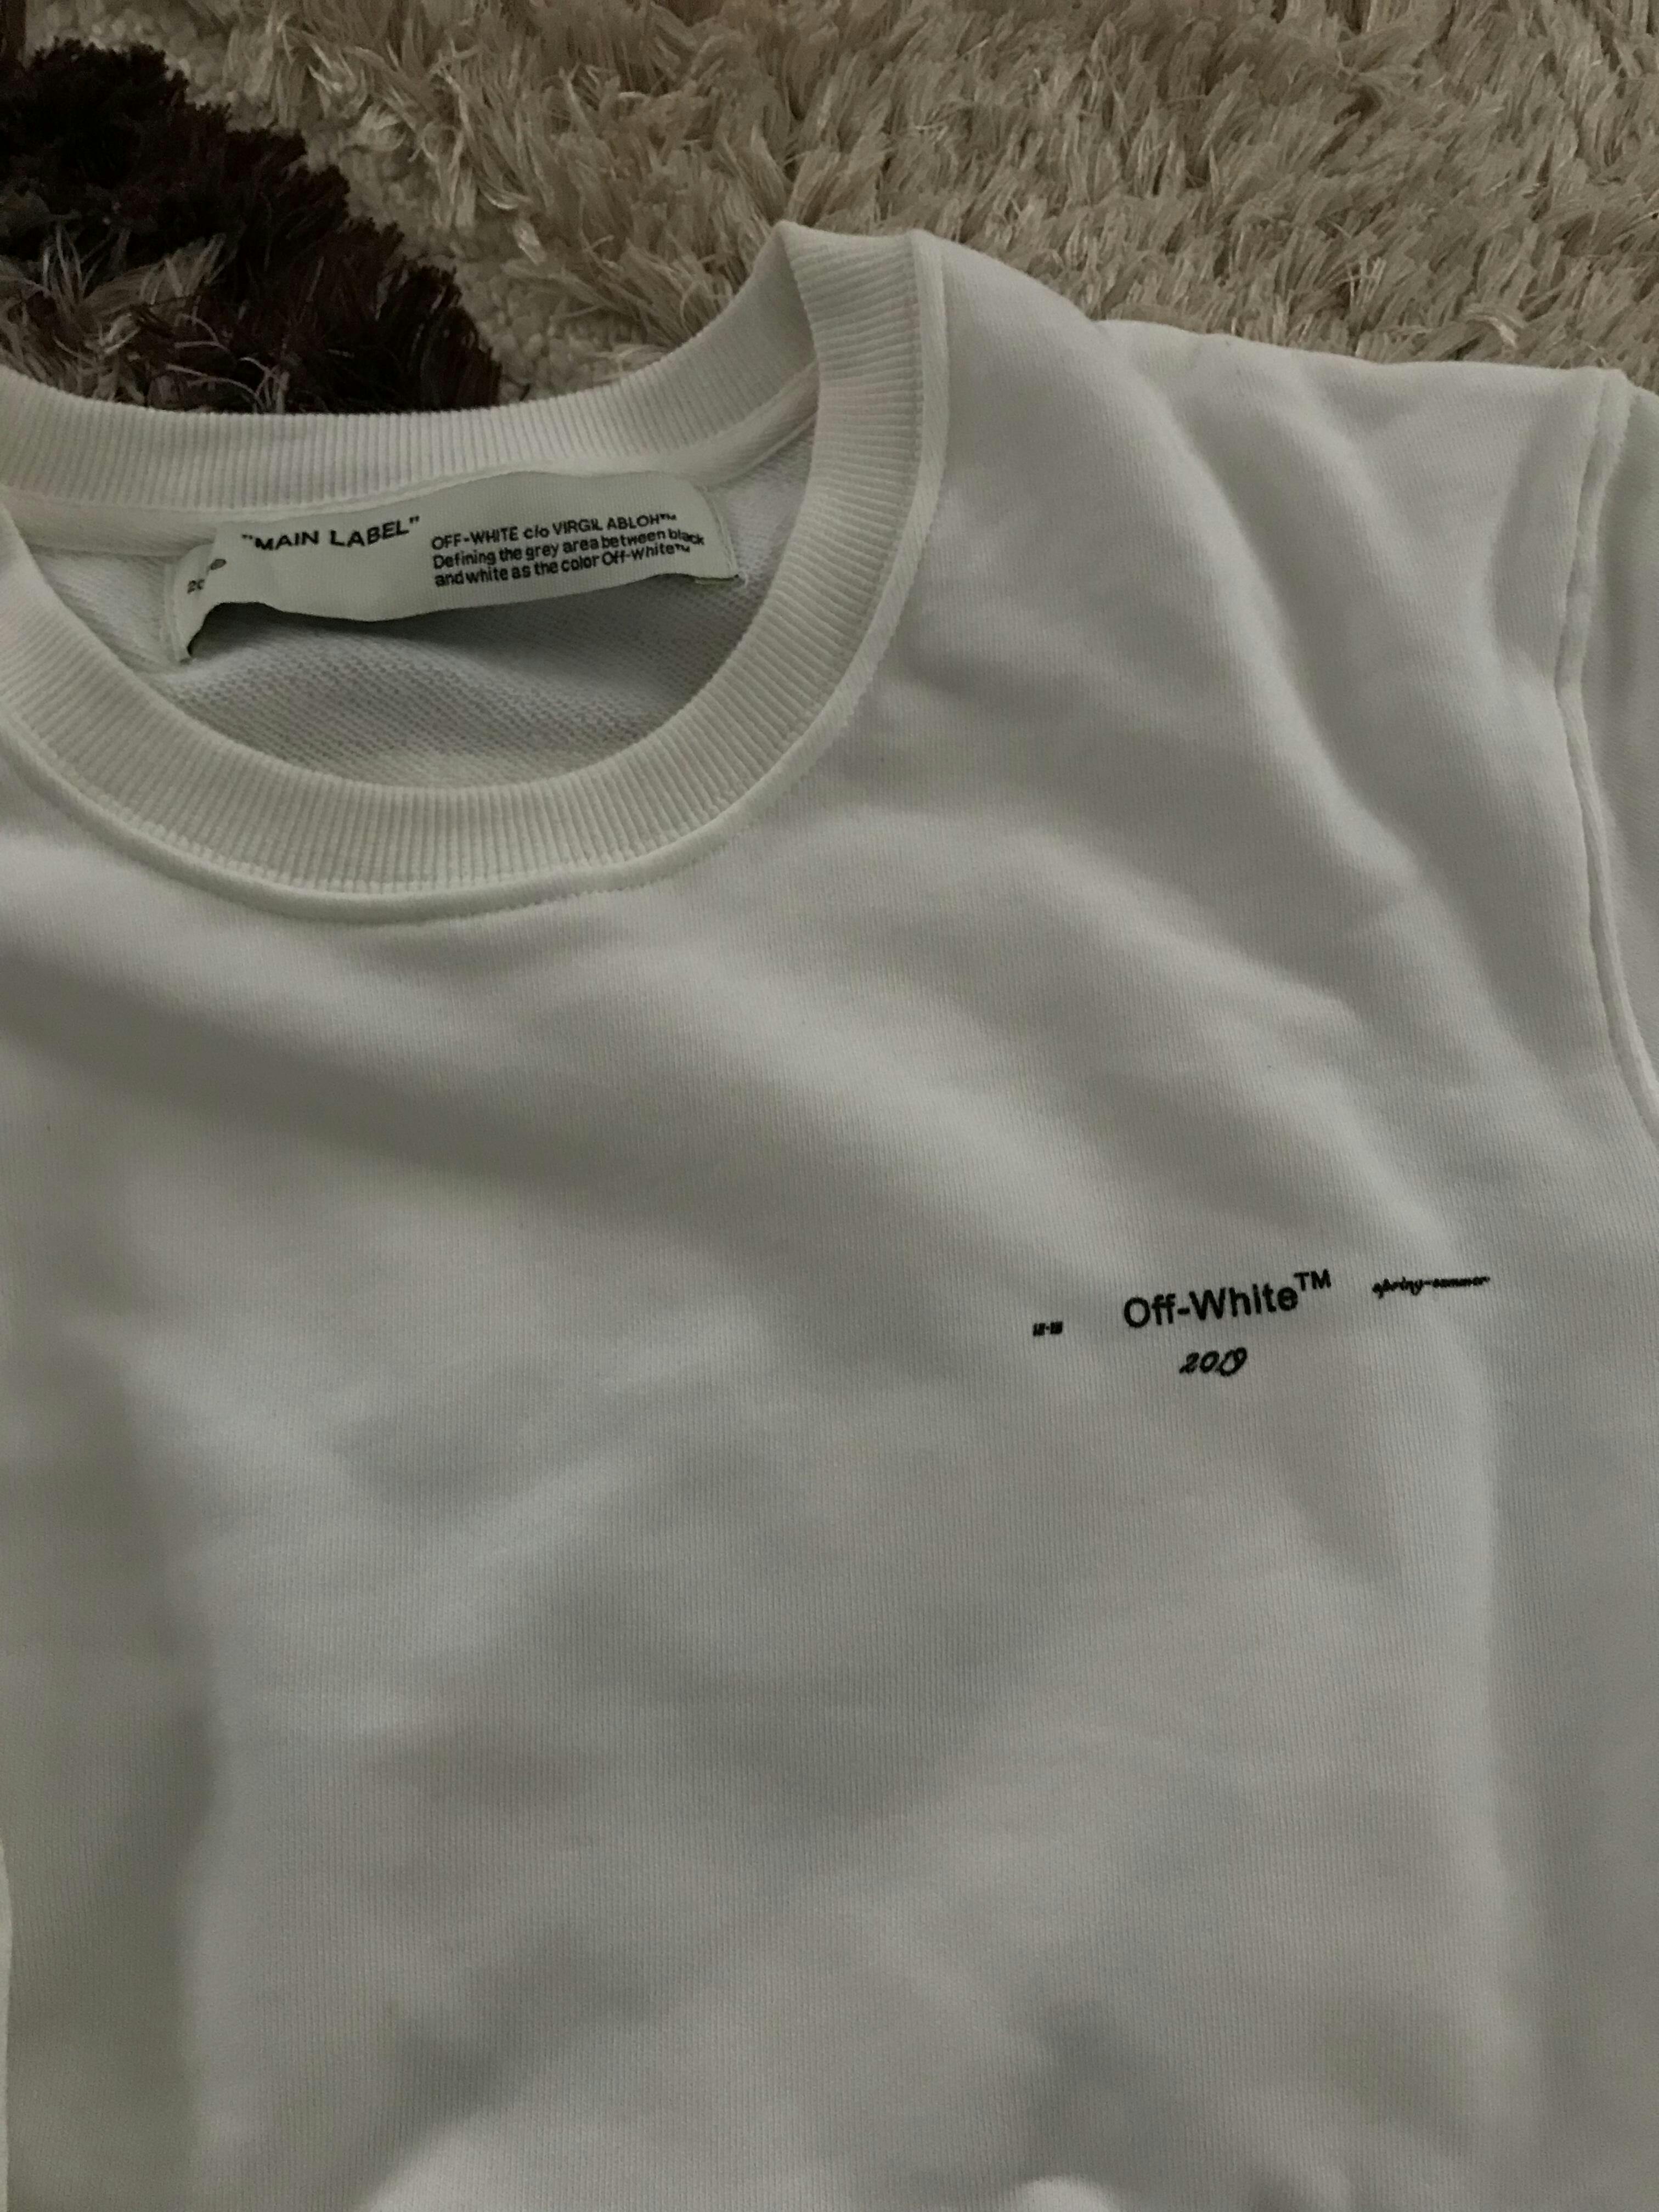 "MAIN LABEL"
OFF-WHITE c/o VIRGIL ABLOH™
Defining the grey area between black
and white as the color Off-White™
Off-White™ spring-summer
2019